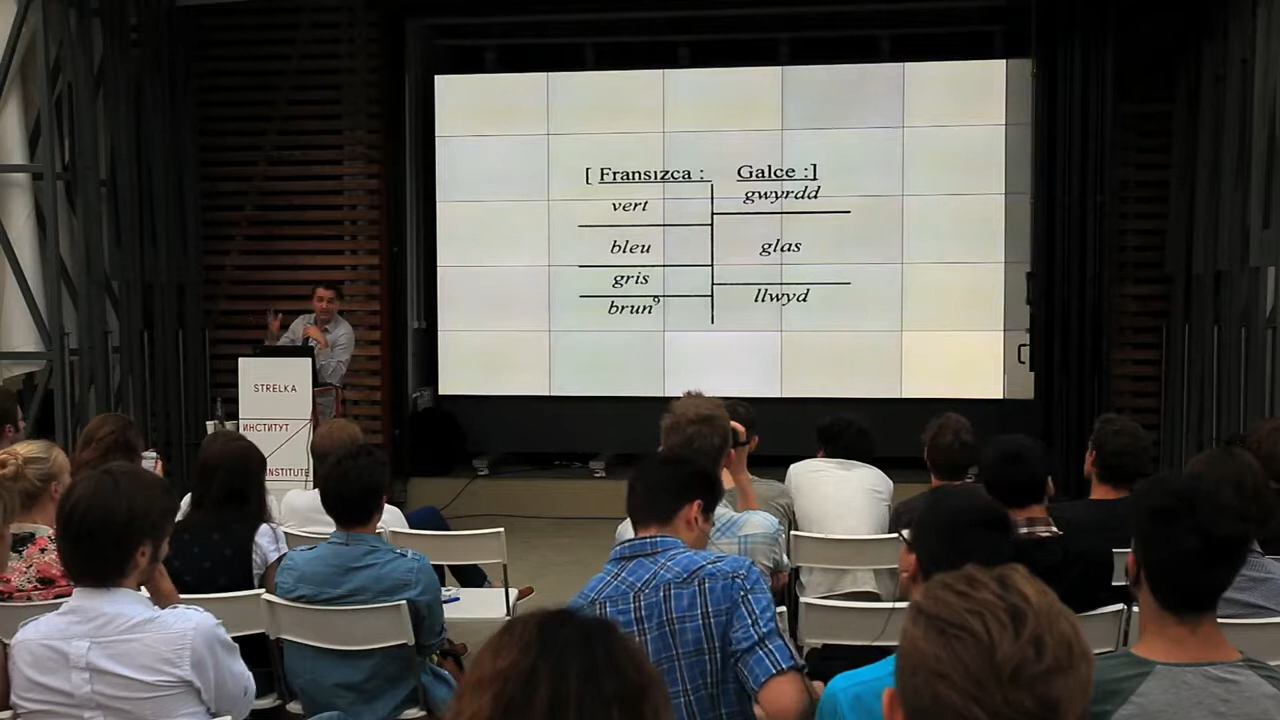 [ Fransızca : Galce :]
vert gwyrdd
bleu glas
gris
brun⁹ llwyd
STRELKA
ИНСТИТУТ
INSTITUTE